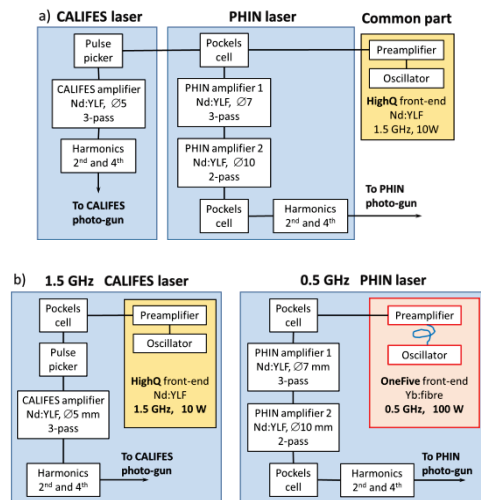 a)
CALIFES laser
PHIN laser
Common part
Pulse
picker
Pockels
cell
Preamplifier
Oscillator
HighQ front-end
Nd:YLF
1.5 GHz, 10W
CALIFES amplifier
Nd:YLF, ∅5
3-pass
PHIN amplifier 1
Nd:YLF, ∅7
3-pass
Harmonics
2nd and 4th
PHIN amplifier 2
Nd:YLF, ∅10
2-pass
To CALIFES
photo-gun
Pockels
cell
Harmonics
2nd and 4th
To PHIN
photo-gun
b)
1.5 GHz CALIFES laser
0.5 GHz PHIN laser
Pockels
cell
Preamplifier
Oscillator
HighQ front-end
Nd:YLF
1.5 GHz, 10 W
Pulse
picker
CALIFES amplifier
Nd:YLF, ∅5 mm
3-pass
Harmonics
2nd and 4th
To CALIFES
photo-gun
Pockels
cell
Preamplifier
Oscillator
OneFive front-end
Yb:fibre
0.5 GHz, 100 W
PHIN amplifier 1
Nd:YLF, ∅7 mm
3-pass
PHIN amplifier 2
Nd:YLF, ∅10 mm
2-pass
Pockels
cell
Harmonics
2nd and 4th
To PHIN
photo-gun